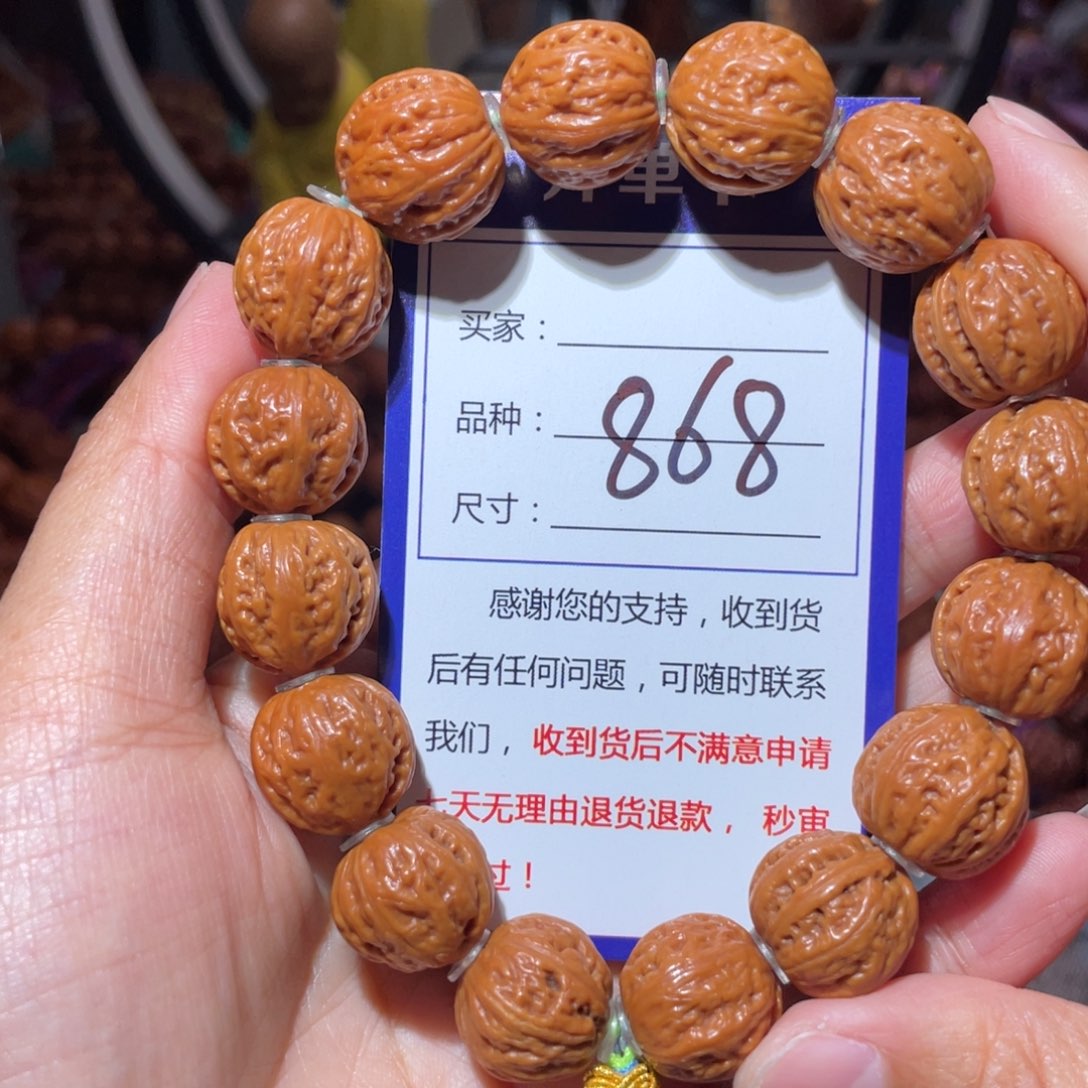 买家：
品种：868
尺寸：
感谢您的支持，收到货
后有任何问题，可随时联系
我们，收到货后不满意申请
七天无理由退货退款，秒审
过！